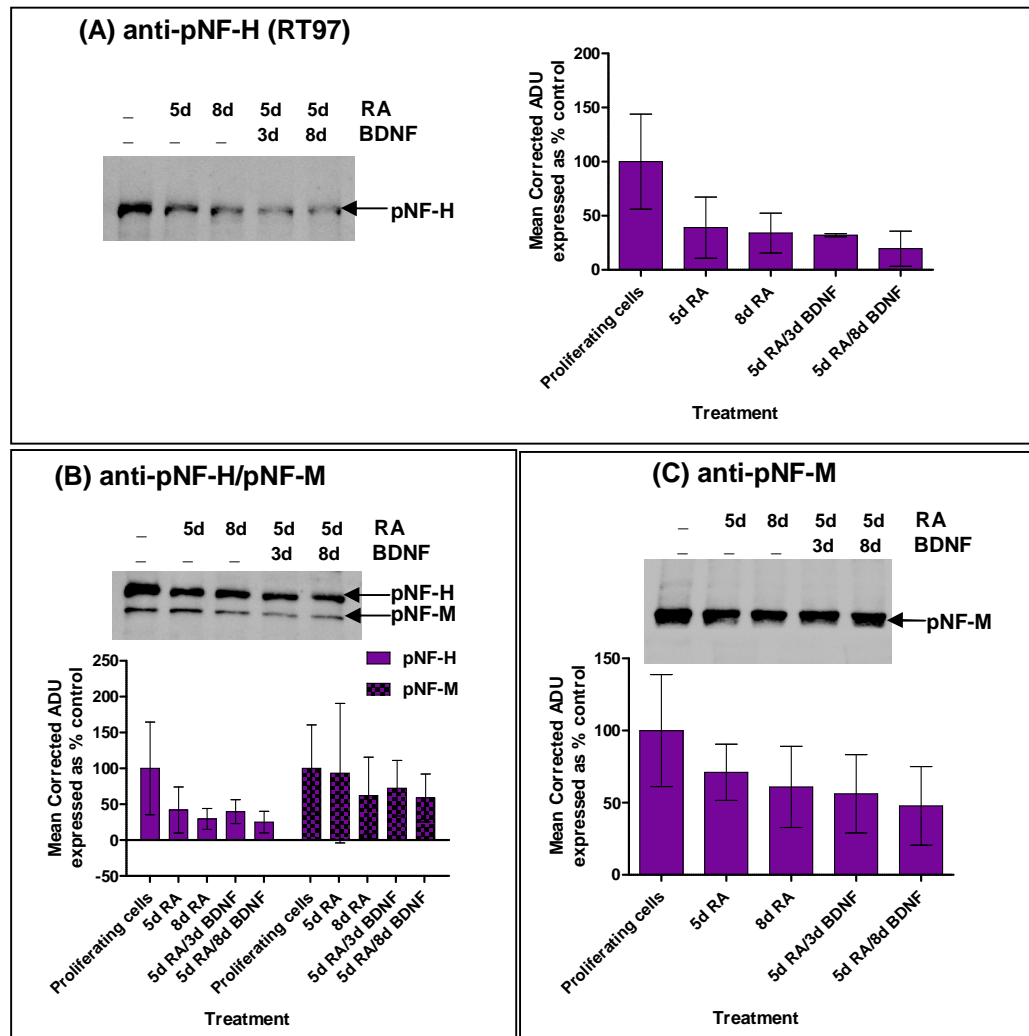 (A) anti-pNF-H (RT97)
_ 5d 8d 5d 5d RA
_ _ _ 3d 8d BDNF
pNF-H
Mean Corrected ADU
expressed as % control
200
150
100
50
0
Proliferating cells
5d RA
8d RA
5d RA/3d BDNF
5d RA/8d BDNF
Treatment
(B) anti-pNF-H/pNF-M
_ 5d 8d 5d 5d RA
_ _ _ 3d 8d BDNF
pNF-H
pNF-M
pNF-H
pNF-M
Mean Corrected ADU
expressed as % control
250
200
150
100
50
0
-50
Proliferating cells
5d RA
8d RA
5d RA/3d BDNF
5d RA/8d BDNF
Proliferating cells
5d RA
8d RA
5d RA/3d BDNF
5d RA/8d BDNF
Treatment
(C) anti-pNF-M
_ 5d 8d 5d 5d RA
_ _ _ 3d 8d BDNF
pNF-M
Mean Corrected ADU
expressed as % control
150
100
50
0
Proliferating cells
5d RA
8d RA
5d RA/3d BDNF
5d RA/8d BDNF
Treatment